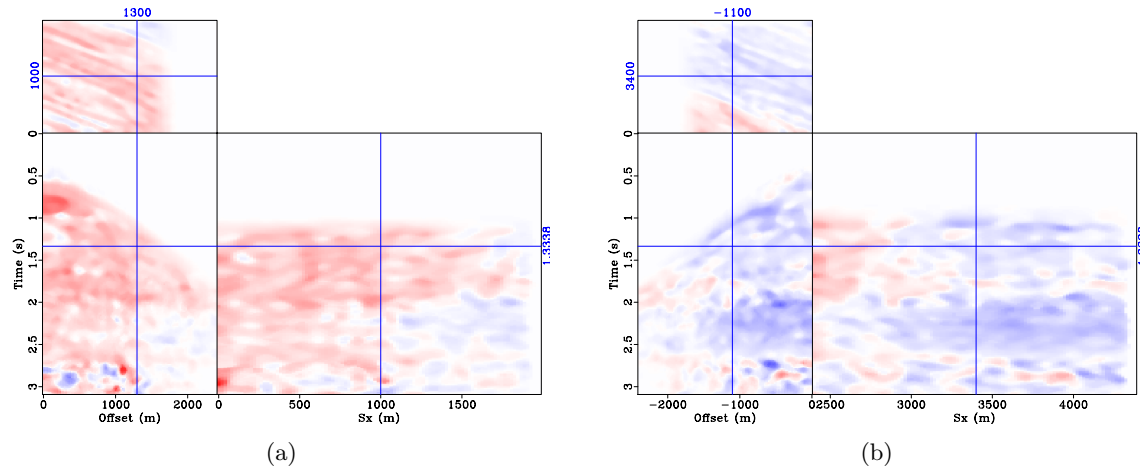 1300
1000
0 0.5 1 1.5 2 2.5 3
Time (s)
1.3338
0 1000 2000
Offset (m)
0 500 1000 1500
Sx (m)
(a)
-1100
3400
0 0.5 1 1.5 2 2.5 3
Time (s)
-2000 -1000 0
Offset (m)
2500 3000 3500 4000
Sx (m)
(b)